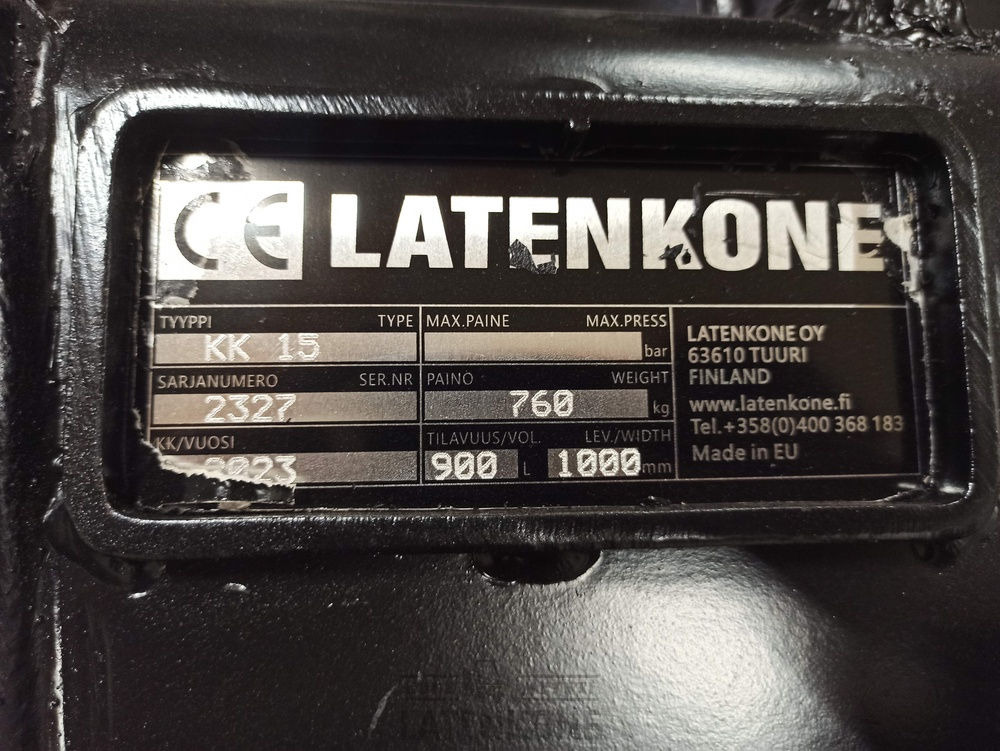 CE LATENKONE
TYYPPI TYPE
KK 15
MAX.PAINE MAX.PRESS
bar
SARJANUMERO SER.NR
2327
PAINO WEIGHT
760 kg
KK/VUOSI
2023
TILAVUUS/VOL. LEV./WIDTH
900 L 1000 mm
LATENKONE OY
63610 TUURI
FINLAND
www.latenkone.fi
Tel.+358(0)400 368 183
Made in EU
LATENKONE